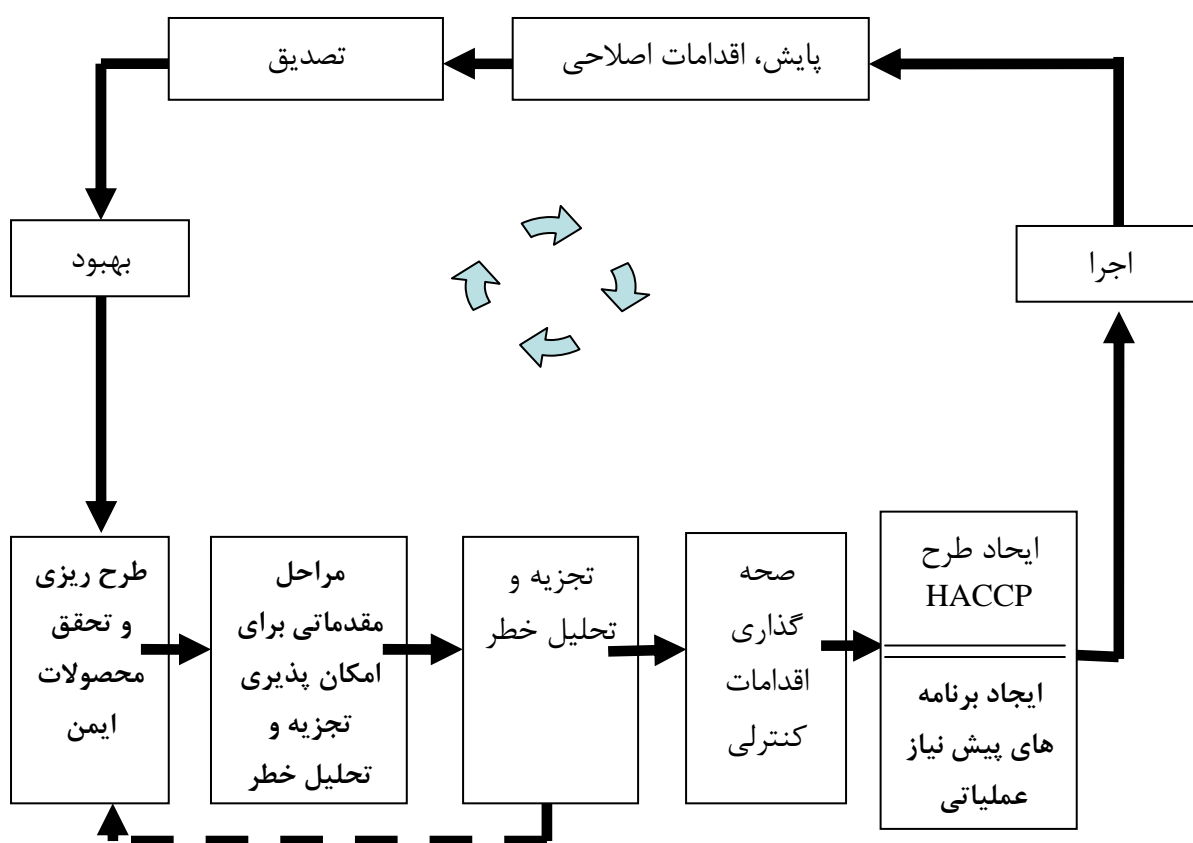 تصدیق
پایش، اقدامات اصلاحی
بهبود
اجرا
طرح ریزی
و تحقق
محصولات
ایمن
مراحل
مقدماتی برای
امکان پذیری
تجزیه و
تحلیل خطر
تجزیه و
تحلیل خطر
صحه
گذاری
اقدامات
کنترلی
ایحاد طرح
HACCP
ایجاد برنامه
های پیش نیاز
عملیاتی